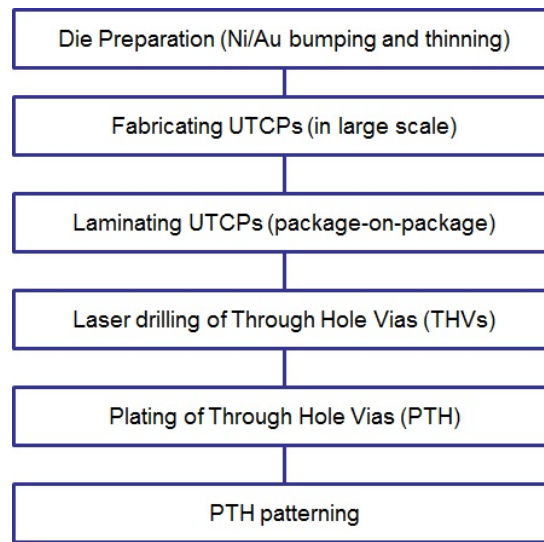 Die Preparation (Ni/Au bumping and thinning)
Fabricating UTCPs (in large scale)
Laminating UTCPs (package-on-package)
Laser drilling of Through Hole Vias (THVs)
Plating of Through Hole Vias (PTH)
PTH patterning